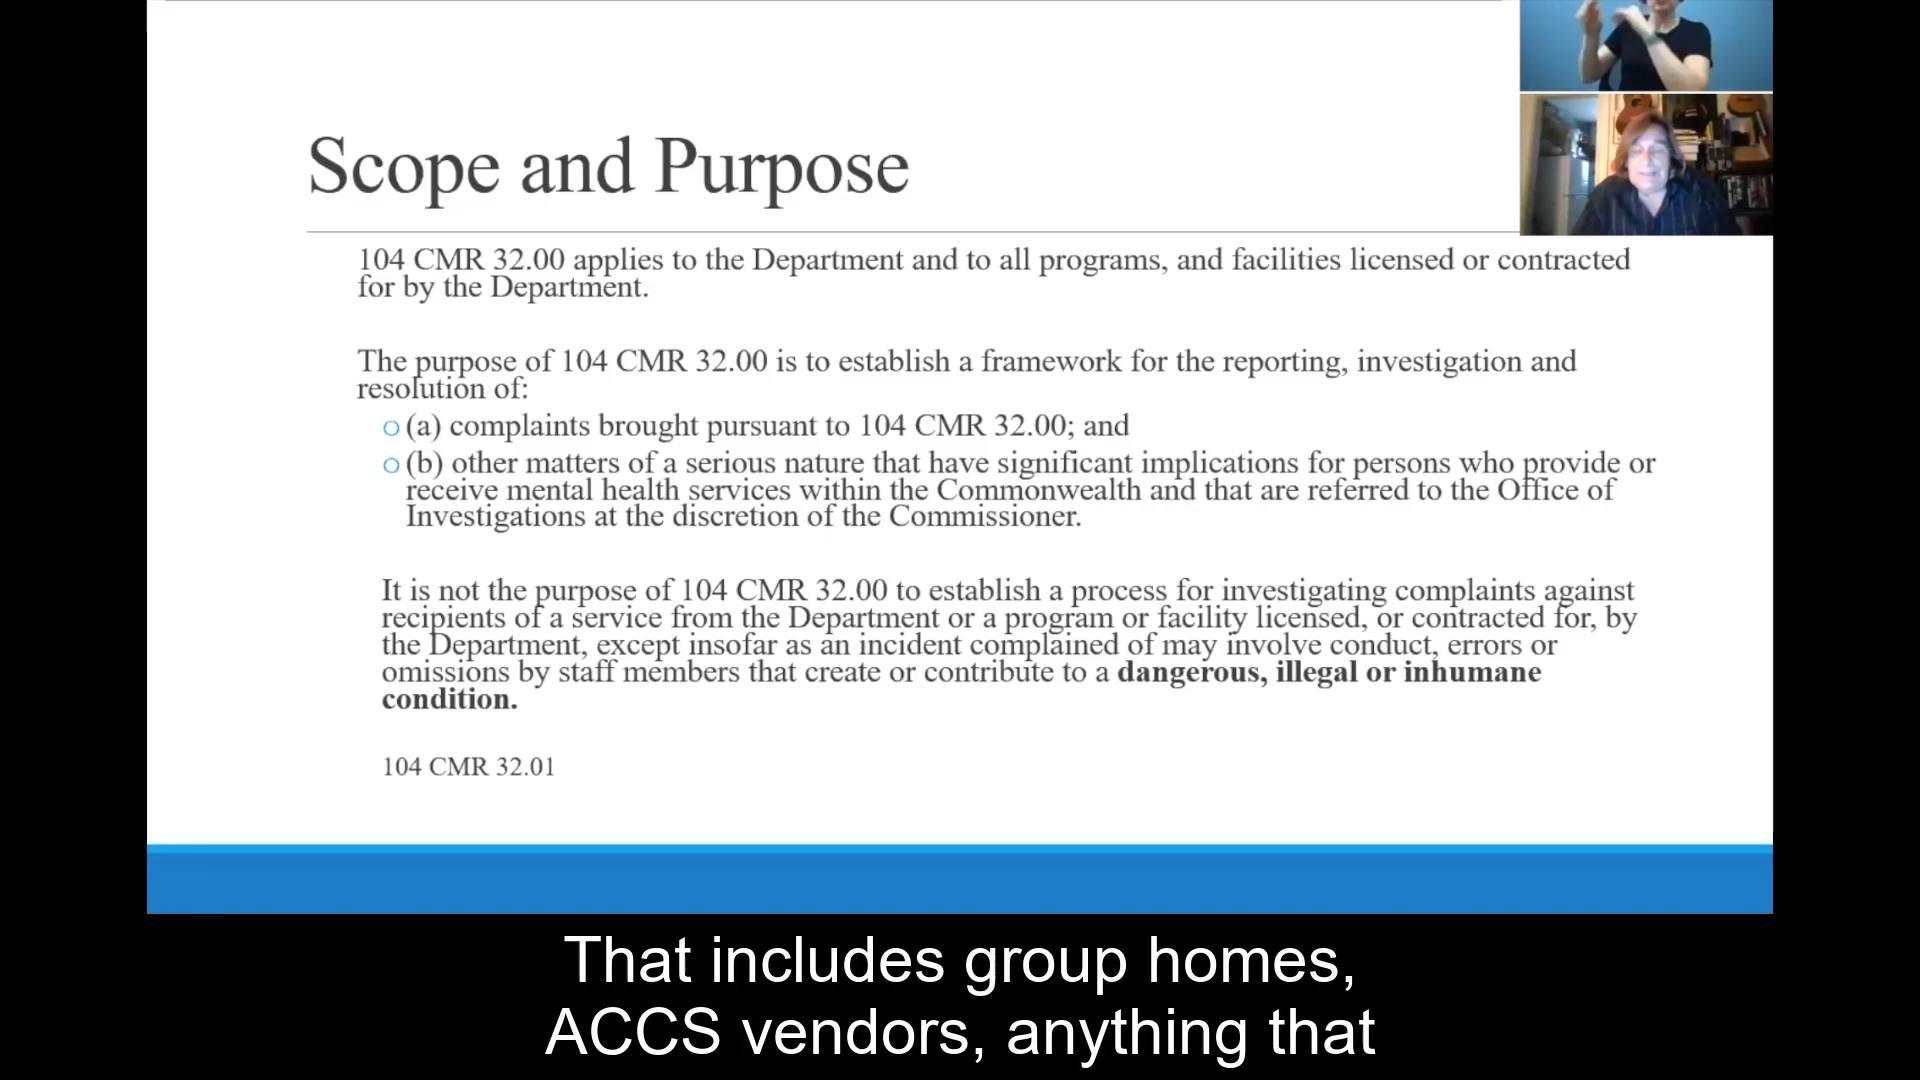 Scope and Purpose
104 CMR 32.00 applies to the Department and to all programs, and facilities licensed or contracted
for by the Department.
The purpose of 104 CMR 32.00 is to establish a framework for the reporting, investigation and
resolution of:
o (a) complaints brought pursuant to 104 CMR 32.00; and
o (b) other matters of a serious nature that have significant implications for persons who provide or
receive mental health services within the Commonwealth and that are referred to the Office of
Investigations at the discretion of the Commissioner.
It is not the purpose of 104 CMR 32.00 to establish a process for investigating complaints against
recipients of a service from the Department or a program or facility licensed, or contracted for, by
the Department, except insofar as an incident complained of may involve conduct, errors or
omissions by staff members that create or contribute to a dangerous, illegal or inhumane
condition.
104 CMR 32.01
That includes group homes,
ACCS vendors, anything that